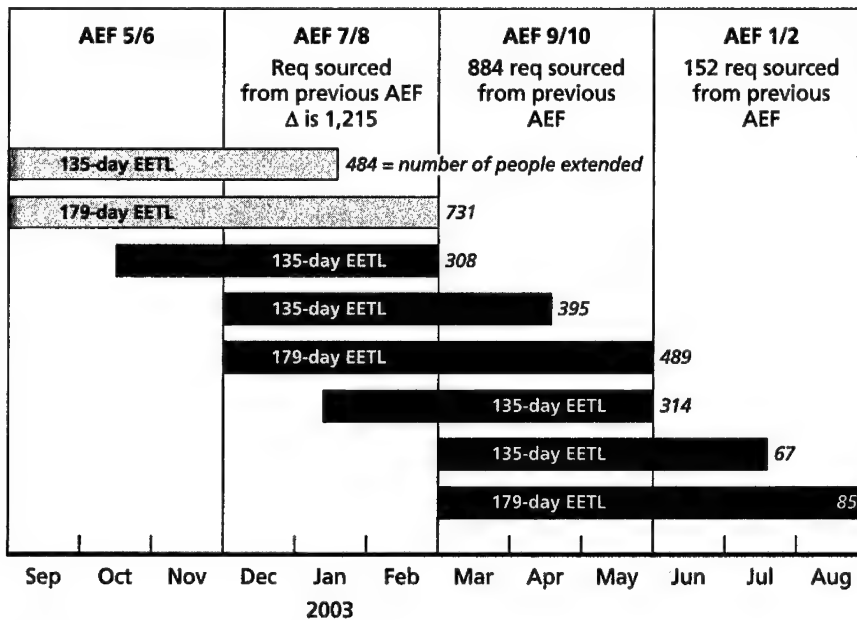 AEF 5/6
AEF 7/8
Req sourced
from previous AEF
Δ is 1,215
AEF 9/10
884 req sourced
from previous
AEF
AEF 1/2
152 req sourced
from previous
AEF
135-day EETL
484 = number of people extended
179-day EETL
731
135-day EETL
308
135-day EETL
395
179-day EETL
489
135-day EETL
314
135-day EETL
67
179-day EETL
85
Sep Oct Nov Dec Jan Feb Mar Apr May Jun Jul Aug
2003